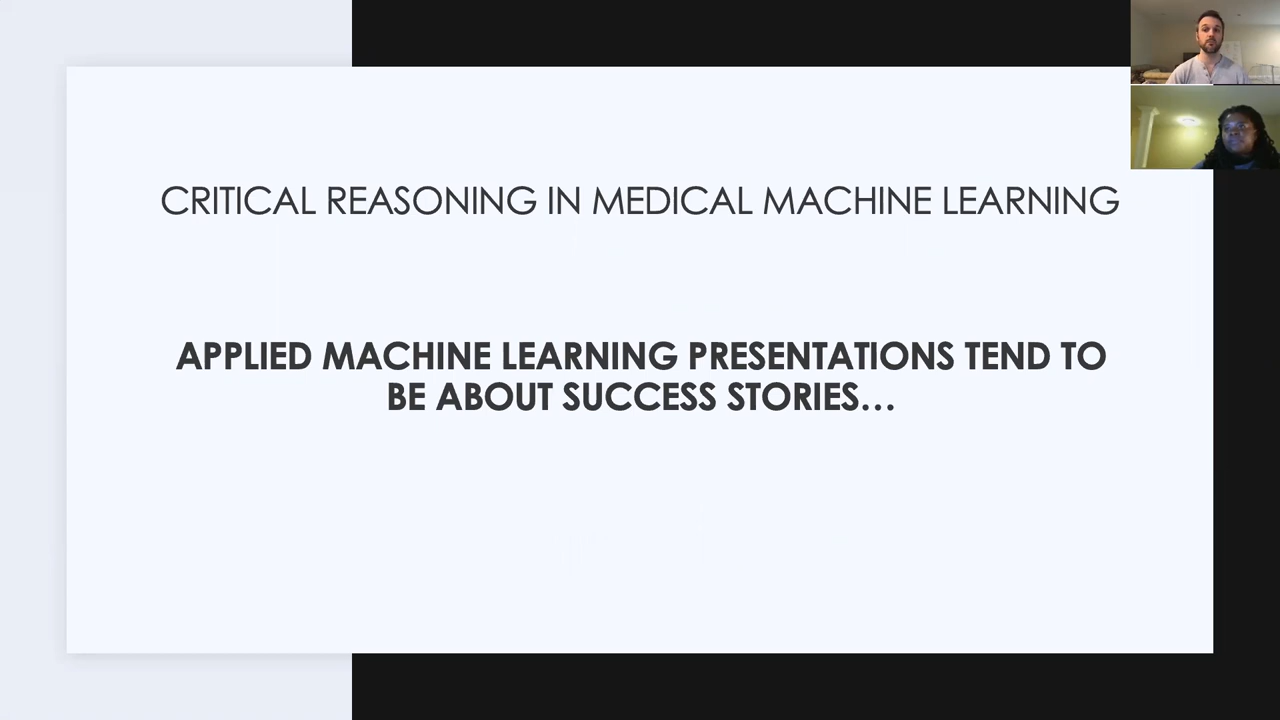 CRITICAL REASONING IN MEDICAL MACHINE LEARNING
APPLIED MACHINE LEARNING PRESENTATIONS TEND TO
BE ABOUT SUCCESS STORIES…